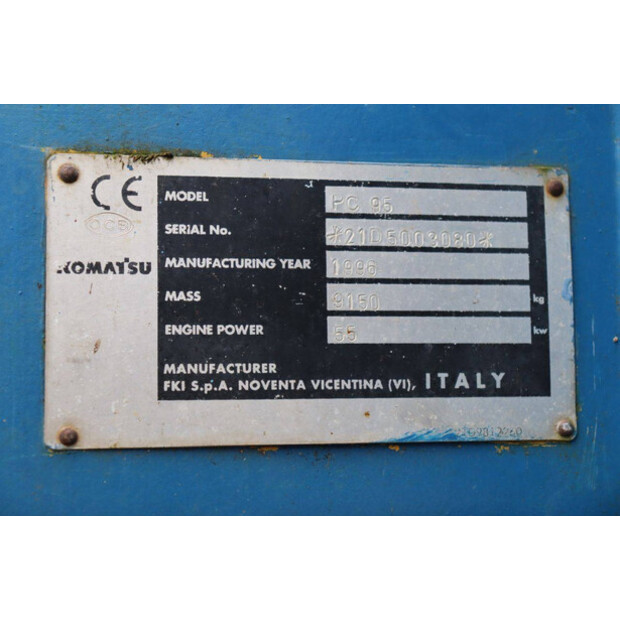 CE
KOMATSU
MODEL PC 95
SERIAL No. *21D5003080*
MANUFACTURING YEAR 1996
MASS 9150 kg
ENGINE POWER 55 kw
MANUFACTURER
FKI S.p.A. NOVENTA VICENTINA (VI), ITALY